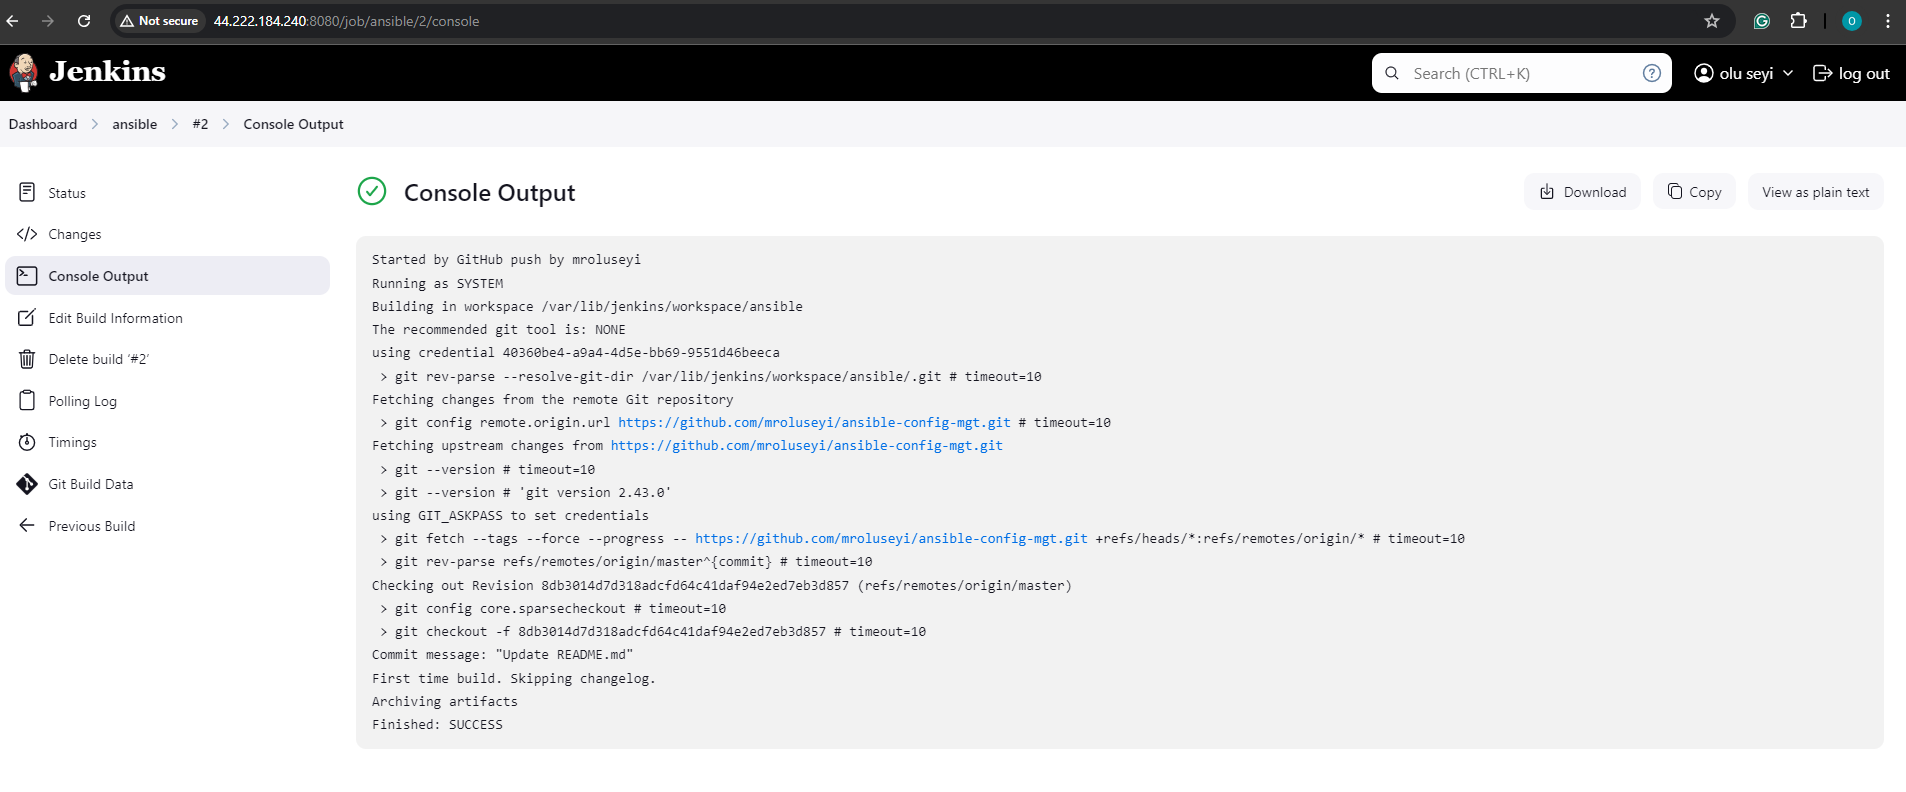 Not secure 44.222.184.240:8080/job/ansible/2/console
O
Jenkins
Search (CTRL+K)
?
olu seyi
log out
Dashboard > ansible > #2 > Console Output
Status
Changes
Console Output
Edit Build Information
Delete build ‘#2’
Polling Log
Timings
Git Build Data
Previous Build
Console Output
Download
Copy
View as plain text
Started by GitHub push by mroluseyi
Running as SYSTEM
Building in workspace /var/lib/jenkins/workspace/ansible
The recommended git tool is: NONE
using credential 40360be4-a9a4-4d5e-bb69-9551d46beeca
> git rev-parse --resolve-git-dir /var/lib/jenkins/workspace/ansible/.git # timeout=10
Fetching changes from the remote Git repository
> git config remote.origin.url https://github.com/mroluseyi/ansible-config-mgt.git # timeout=10
Fetching upstream changes from https://github.com/mroluseyi/ansible-config-mgt.git
> git --version # timeout=10
> git --version # 'git version 2.43.0'
using GIT_ASKPASS to set credentials
> git fetch --tags --force --progress -- https://github.com/mroluseyi/ansible-config-mgt.git +refs/heads/*:refs/remotes/origin/* # timeout=10
> git rev-parse refs/remotes/origin/master^{commit} # timeout=10
Checking out Revision 8db3014d7d318adcfd64c41daf94e2ed7eb3d857 (refs/remotes/origin/master)
> git config core.sparsecheckout # timeout=10
> git checkout -f 8db3014d7d318adcfd64c41daf94e2ed7eb3d857 # timeout=10
Commit message: "Update README.md"
First time build. Skipping changelog.
Archiving artifacts
Finished: SUCCESS